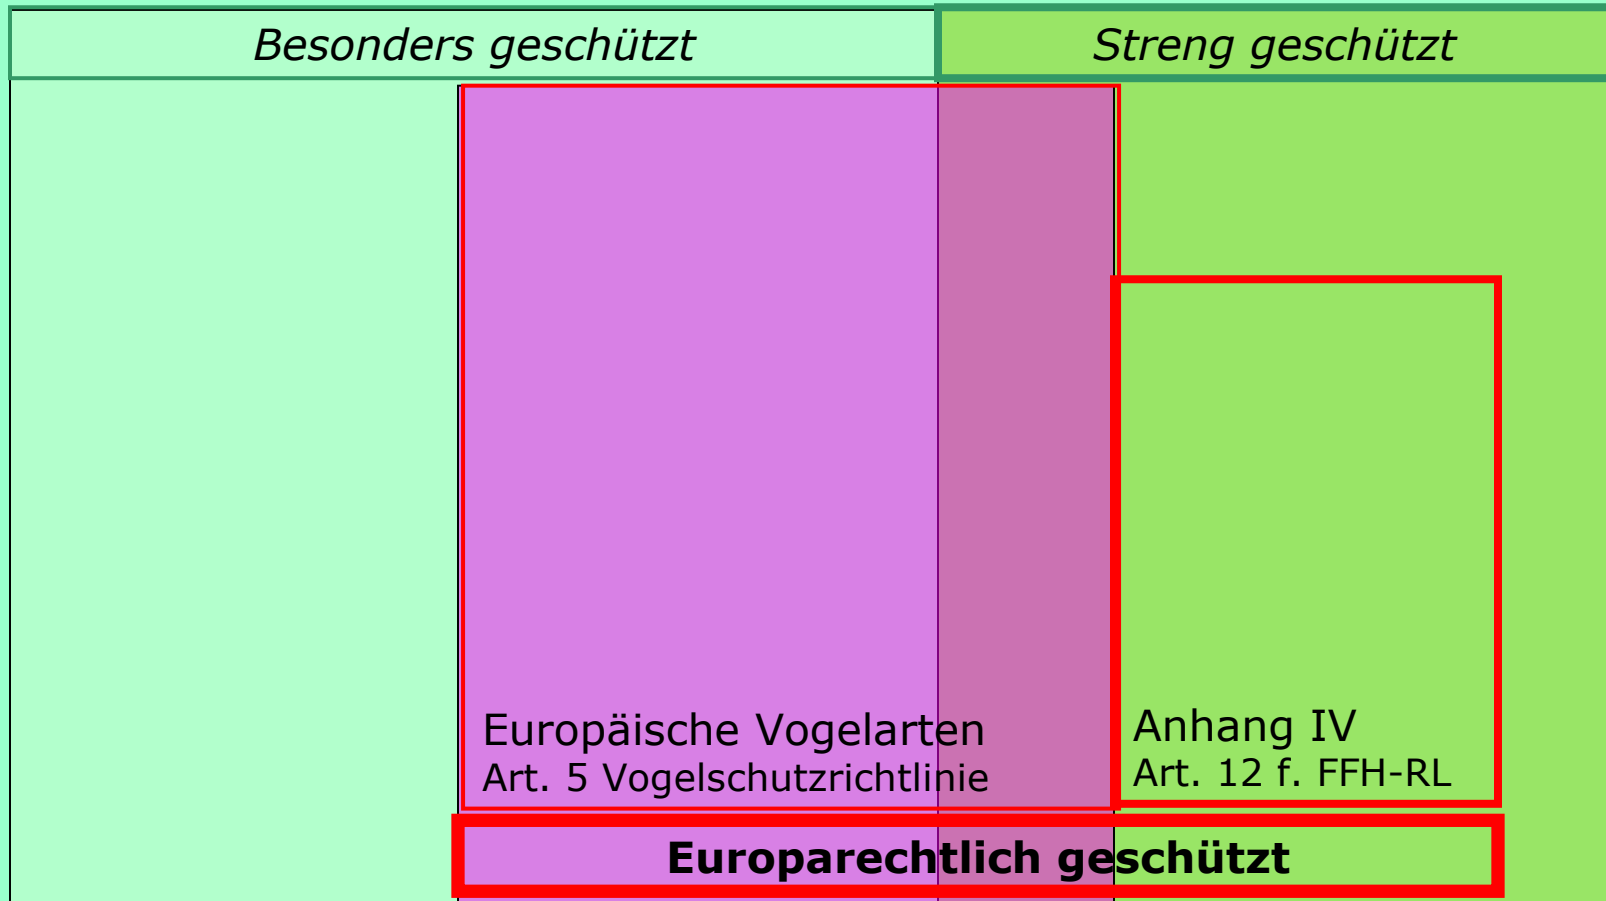 Besonders geschützt
Streng geschützt
Europäische Vogelarten
Art. 5 Vogelschutzrichtlinie
Anhang IV
Art. 12 f. FFH-RL
Europarechtlich geschützt